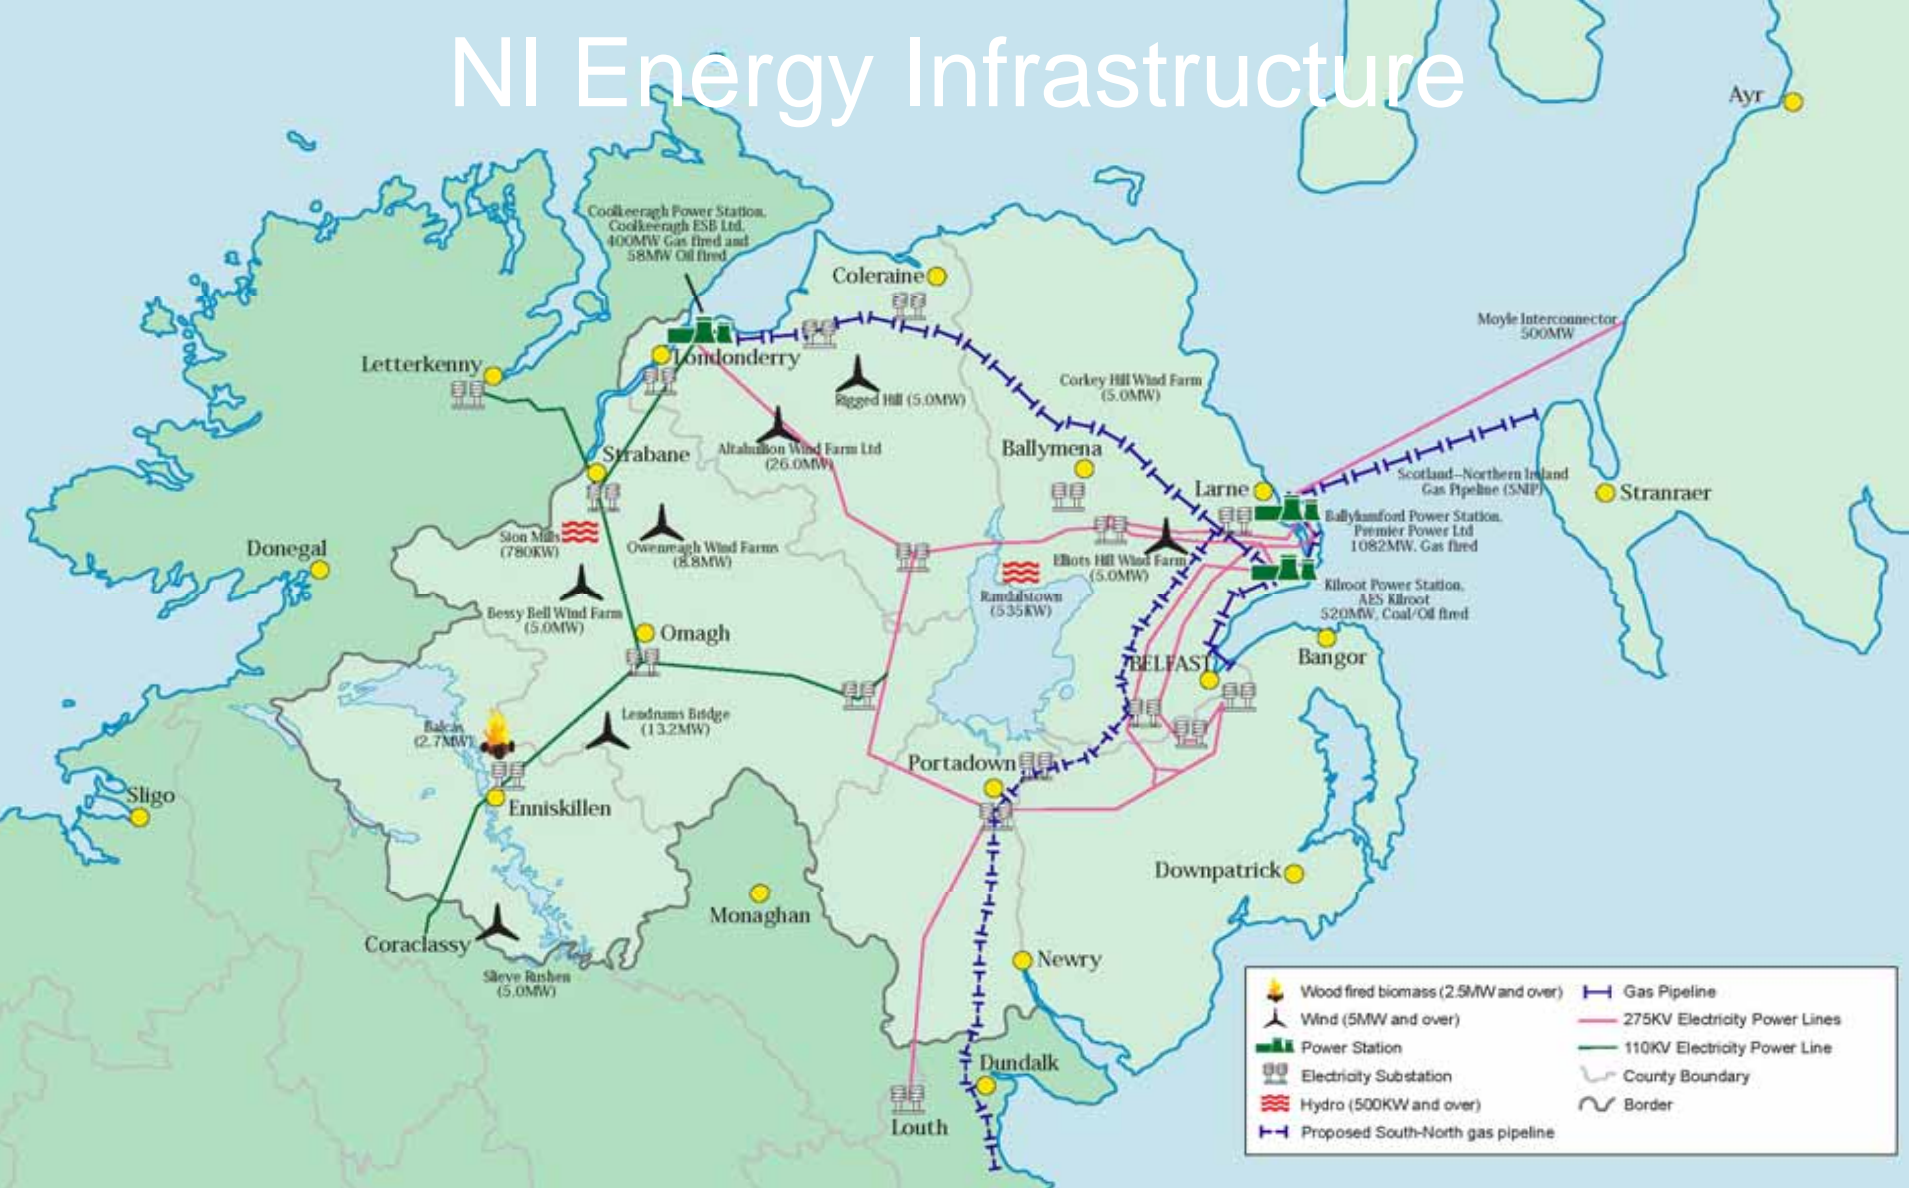 NI Energy Infrastructure
Ayr
Coolkeeragh Power Station,
Coolkeeragh ESB Ltd,
400MW Gas fired and
58MW Oil fired
Coleraine
Moyle Interconnector
500MW
Letterkenny
Londonderry
Rigged Hill (5.0MW)
Corkey Hill Wind Farm
(5.0MW)
Strabane
Altahullion Wind Farm Ltd
(26.0MW)
Ballymena
Larne
Scotland--Northern Ireland
Gas Pipeline (SNIP)
Stranraer
Ballylumford Power Station,
Premier Power Ltd
1082MW, Gas fired
Sion Mills
(780KW)
Owenreagh Wind Farms
(8.8MW)
Donegal
Elliots Hill Wind Farm
(5.0MW)
Randalstown
(535KW)
Kilroot Power Station,
AES Kilroot
520MW, Coal/Oil fired
Bessy Bell Wind Farm
(5.0MW)
Omagh
BELFAST
Bangor
Balcas
(2.7MW)
Lendrums Bridge
(13.2MW)
Portadown
Sligo
Enniskillen
Downpatrick
Monaghan
Coraclassy
Newry
Slieve Rushen
(5.0MW)
Dundalk
Louth
Wood fired biomass (2.5MW and over)
Wind (5MW and over)
Power Station
Electricity Substation
Hydro (500KW and over)
Proposed South-North gas pipeline
Gas Pipeline
275KV Electricity Power Lines
110KV Electricity Power Line
County Boundary
Border